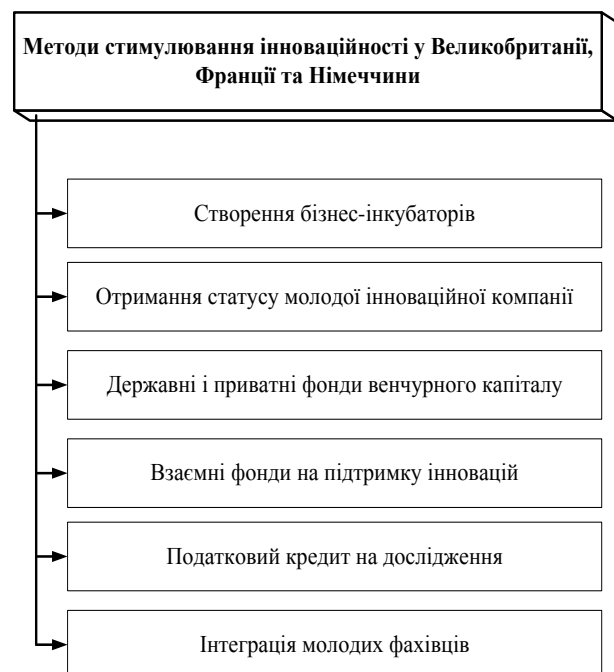 Методи стимулювання інноваційності у Великобританії,
Франції та Німеччини
Створення бізнес-інкубаторів
Отримання статусу молодої інноваційної компанії
Державні і приватні фонди венчурного капіталу
Взаємні фонди на підтримку інновацій
Податковий кредит на дослідження
Інтеграція молодих фахівців